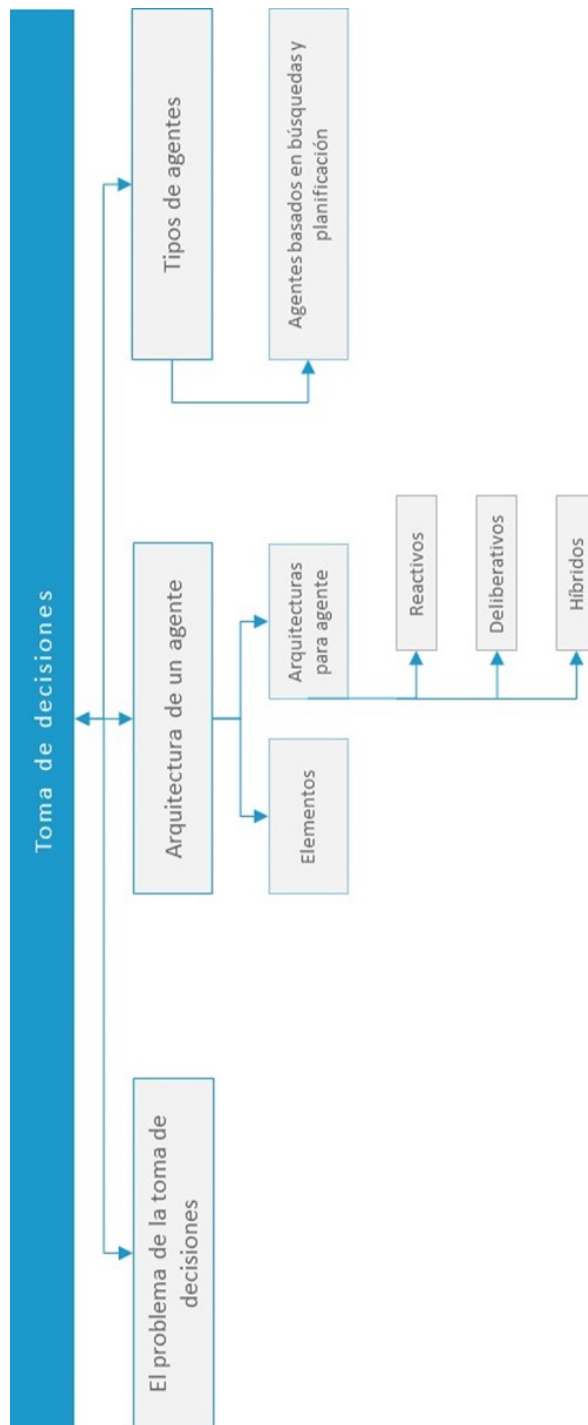 Toma de decisiones
El problema de la toma de
decisiones
Arquitectura de un agente
Tipos de agentes
Elementos
Arquitecturas
para agente
Agentes basados en búsquedas y
planificación
Reactivos
Deliberativos
Híbridos